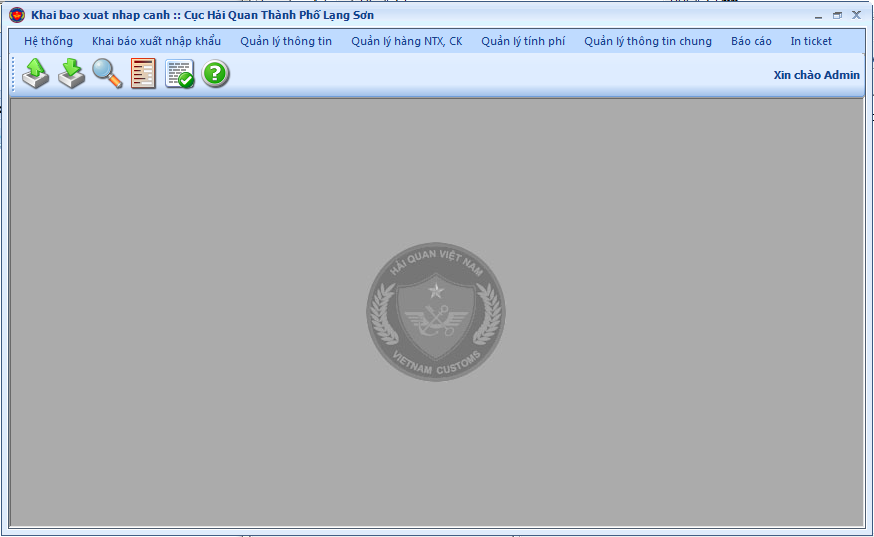 Khai bao xuat nhap canh :: Cục Hải Quan Thành Phố Lạng Sơn
Hệ thống Khai báo xuất nhập khẩu Quản lý thông tin Quản lý hàng NTX, CK Quản lý tính phí Quản lý thông tin chung Báo cáo In ticket
Xin chào Admin
HẢI QUAN VIỆT NAM
VIETNAM CUSTOMS